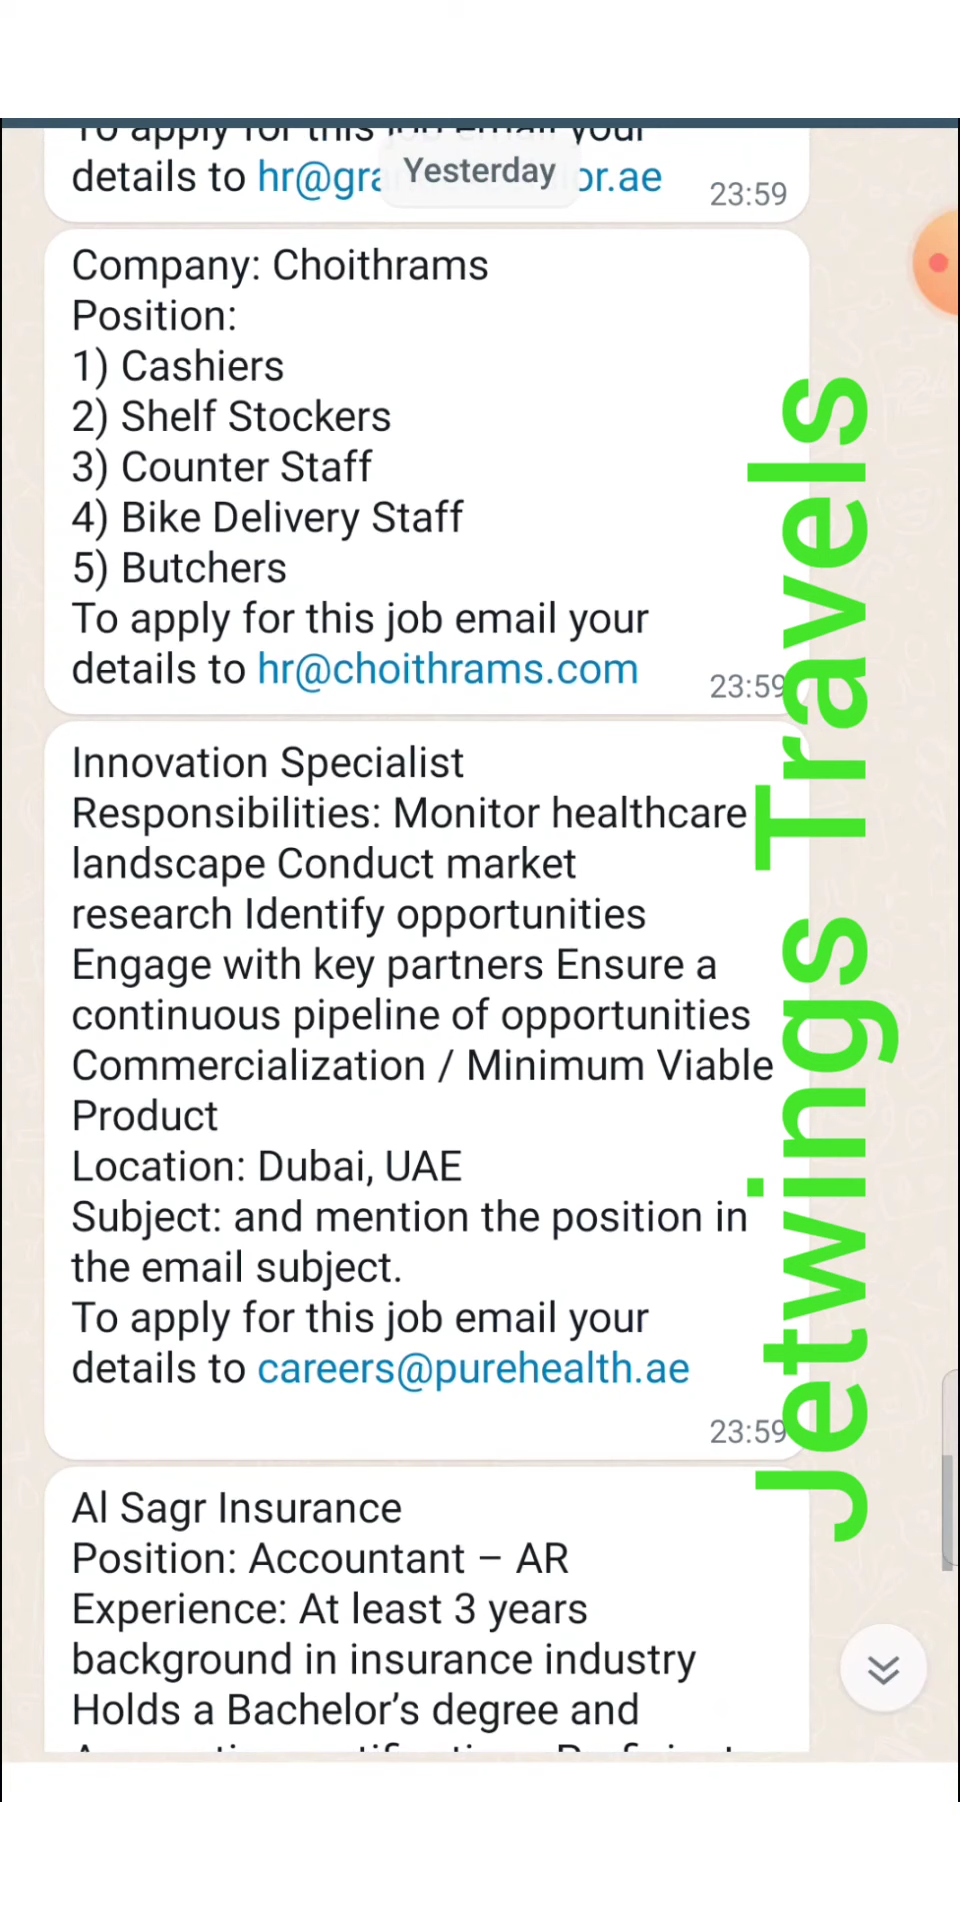 details to hr@gra
Yesterday
or.ae
23:59
Company: Choithrams
Position:
1) Cashiers
2) Shelf Stockers
3) Counter Staff
4) Bike Delivery Staff
5) Butchers
To apply for this job email your
details to hr@choithrams.com
23:59
Innovation Specialist
Responsibilities: Monitor healthcare
landscape Conduct market
research Identify opportunities
Engage with key partners Ensure a
continuous pipeline of opportunities
Commercialization / Minimum Viable
Product
Location: Dubai, UAE
Subject: and mention the position in
the email subject.
To apply for this job email your
details to careers@purehealth.ae
23:59
Al Sagr Insurance
Position: Accountant – AR
Experience: At least 3 years
background in insurance industry
Holds a Bachelor’s degree and
Jetwings Travels